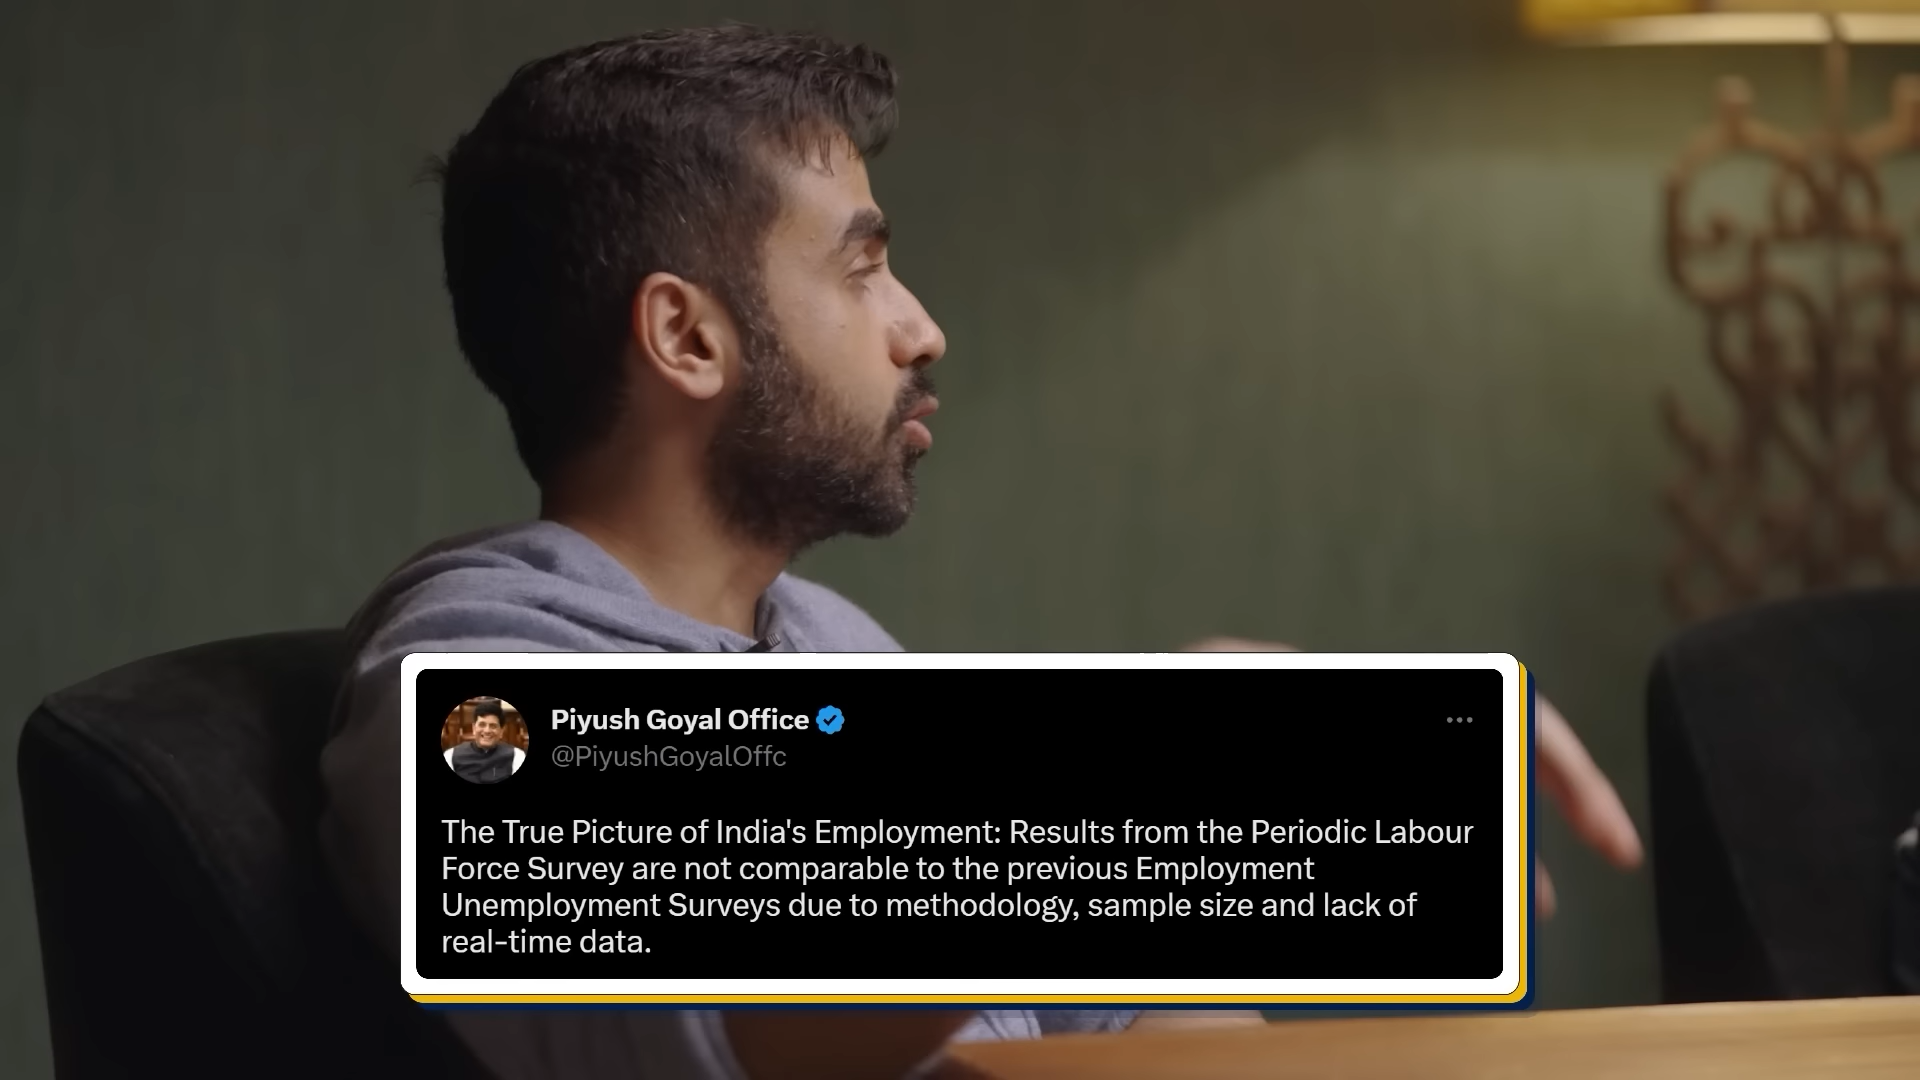 Piyush Goyal Office
@PiyushGoyalOffc
The True Picture of India's Employment: Results from the Periodic Labour
Force Survey are not comparable to the previous Employment
Unemployment Surveys due to methodology, sample size and lack of
real-time data.